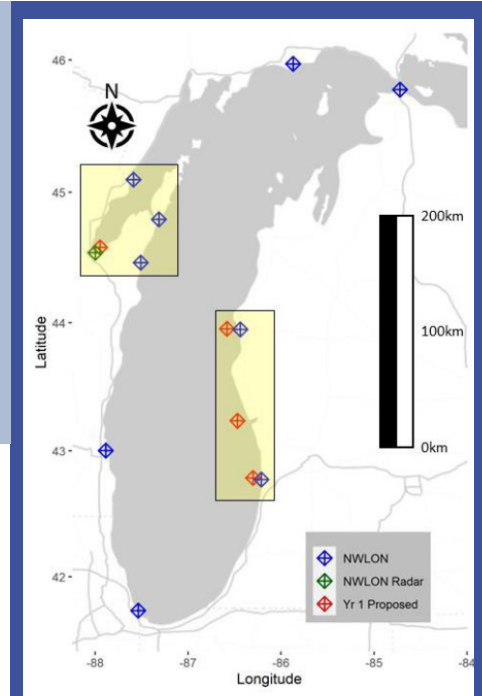 46
N
45
200km
44
100km
Latitude
43
0km
NWLON
NWLON Radar
42
Yr 1 Proposed
-88
-87
-86
-85
-84
Longitude